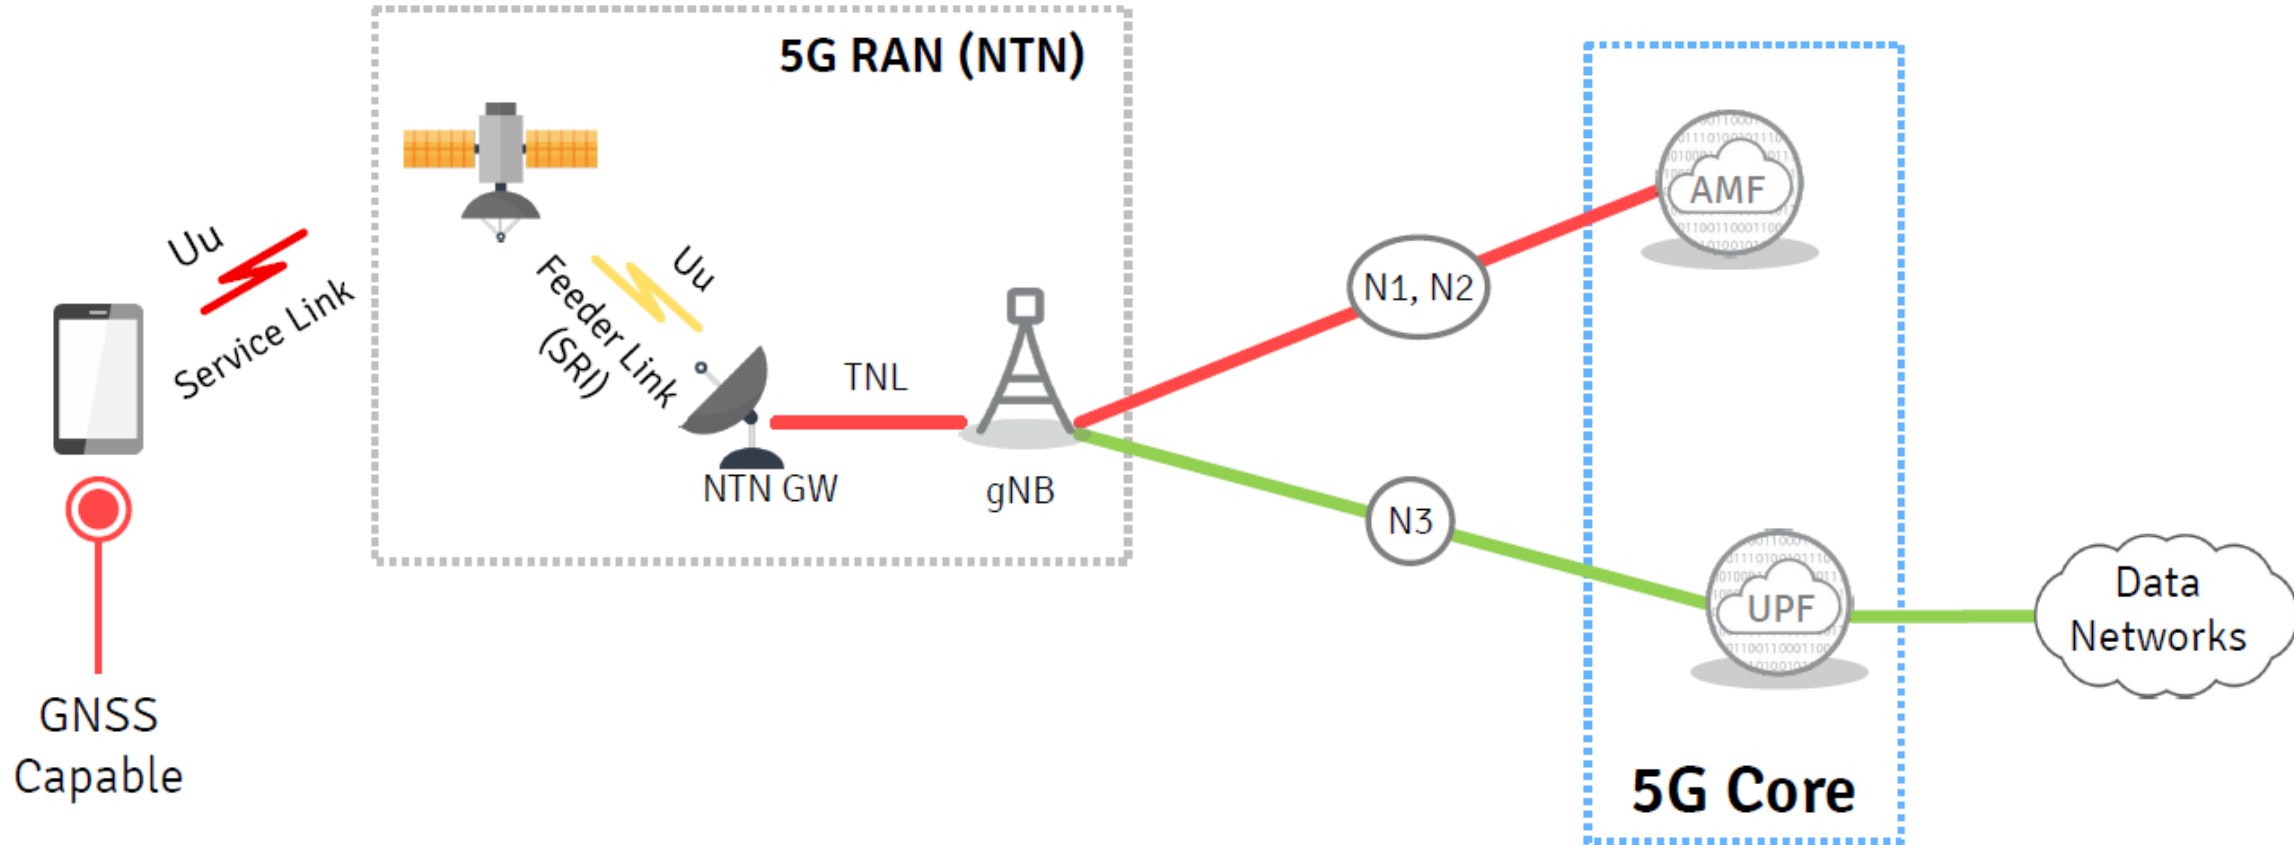 5G RAN (NTN)
Uu
Service Link
Uu
Feeder Link
(SRI)
TNL
NTN GW
gNB
N1, N2
N3
AMF
UPF
Data
Networks
GNSS
Capable
5G Core